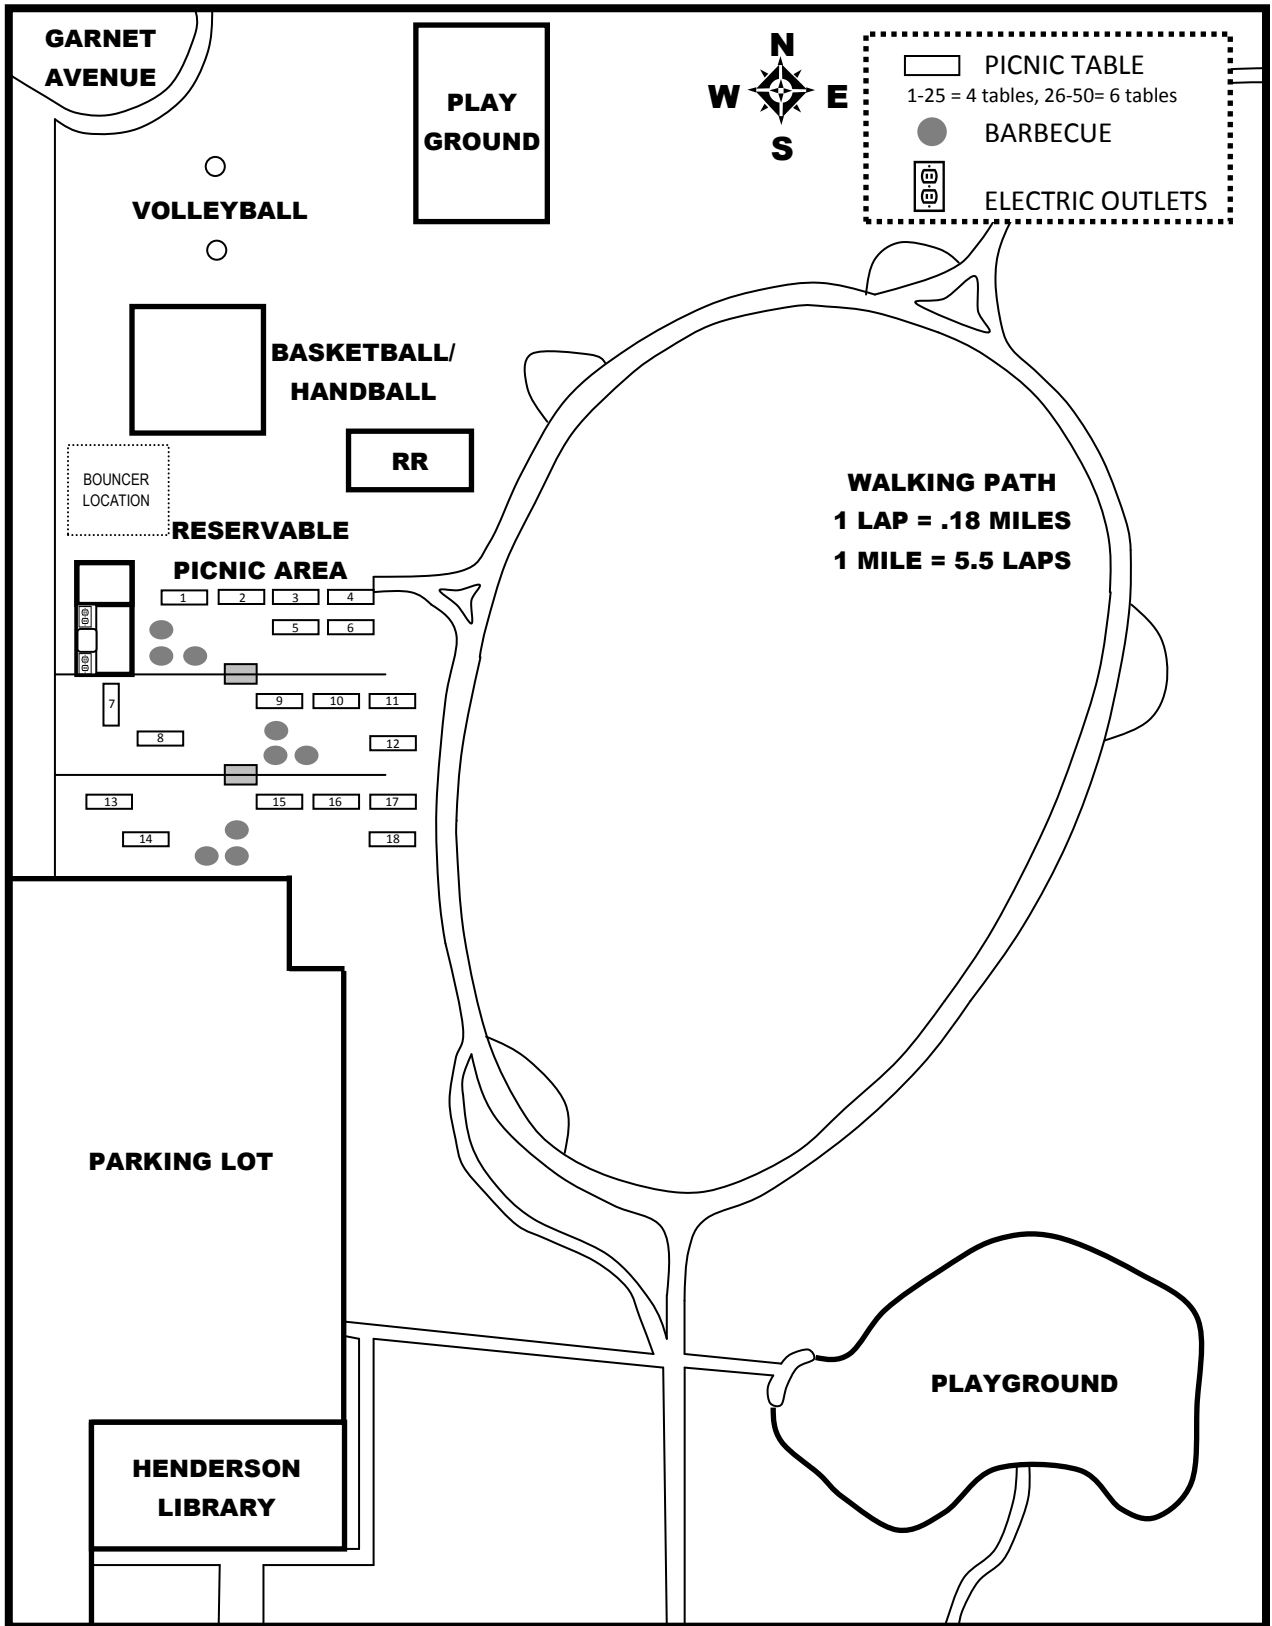 GARNET
AVENUE
PLAY
GROUND
N
W
E
S
PICNIC TABLE
1-25 = 4 tables, 26-50= 6 tables
BARBECUE
ELECTRIC OUTLETS
VOLLEYBALL
BASKETBALL/
HANDBALL
RR
BOUNCER
LOCATION
WALKING PATH
1 LAP = .18 MILES
1 MILE = 5.5 LAPS
RESERVABLE
PICNIC AREA
1
2
3
4
5
6
7
8
9
10
11
12
13
14
15
16
17
18
PARKING LOT
HENDERSON
LIBRARY
PLAYGROUND